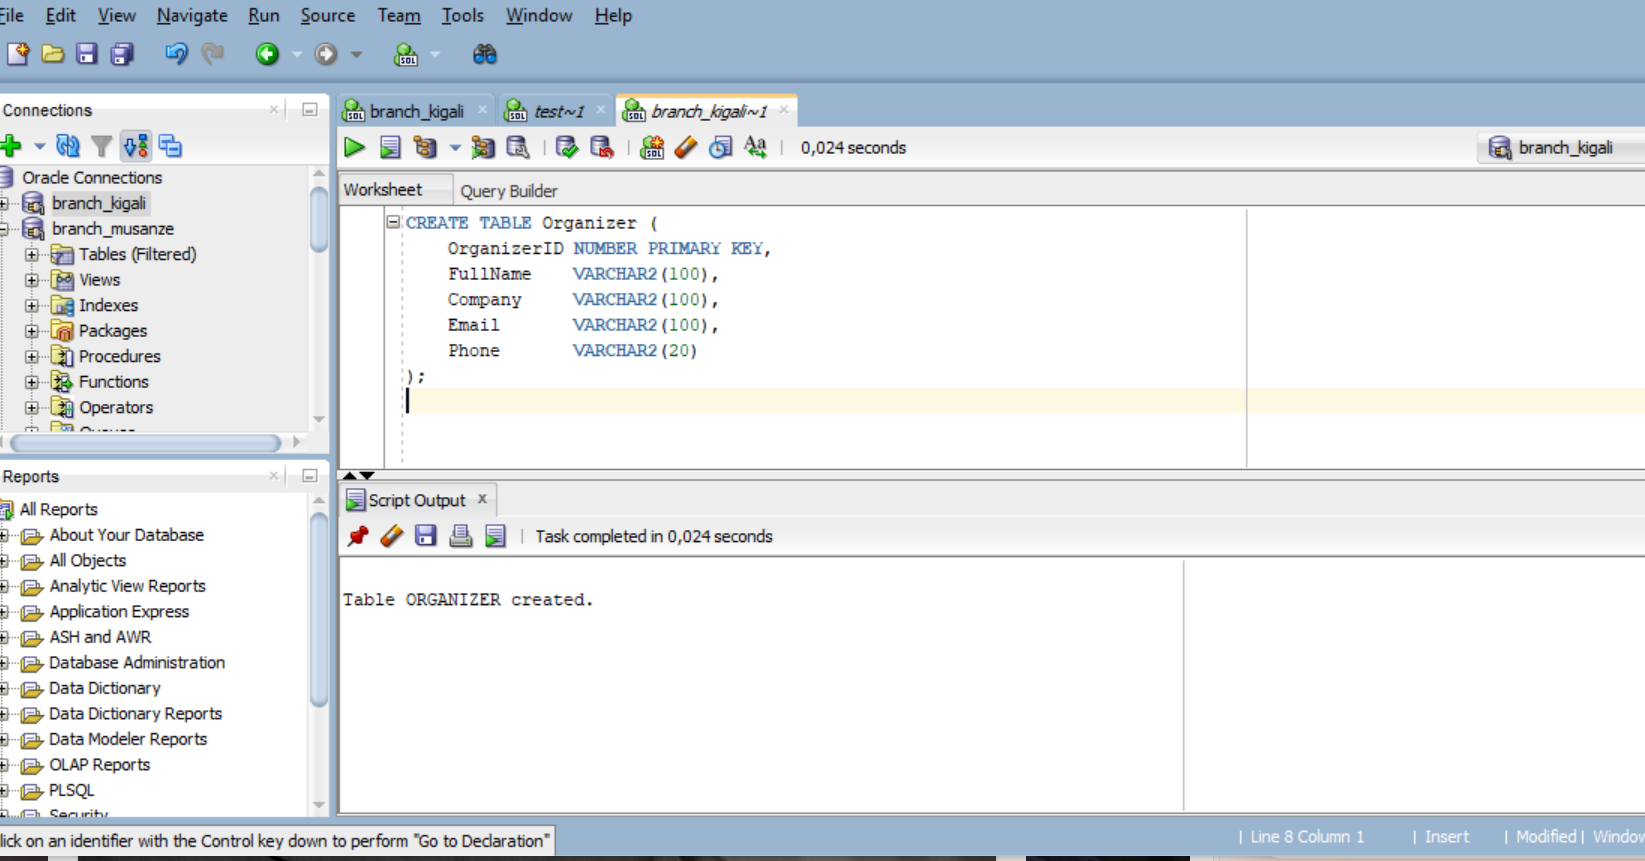 File Edit View Navigate Run Source Team Tools Window Help
Connections
Oracle Connections
branch_kigali
branch_musanze
Tables (Filtered)
Views
Indexes
Packages
Procedures
Functions
Operators
Queues
Reports
All Reports
About Your Database
All Objects
Analytic View Reports
Application Express
ASH and AWR
Database Administration
Data Dictionary
Data Dictionary Reports
Data Modeler Reports
OLAP Reports
PLSQL
Security
branch_kigali test~1 branch_kigali~1
0,024 seconds branch_kigali
Worksheet Query Builder
CREATE TABLE Organizer (
OrganizerID NUMBER PRIMARY KEY,
FullName VARCHAR2(100),
Company VARCHAR2(100),
Email VARCHAR2(100),
Phone VARCHAR2(20)
);
Script Output
Task completed in 0,024 seconds
Table ORGANIZER created.
lick on an identifier with the Control key down to perform "Go to Declaration"
| Line 8 Column 1 | Insert | Modified | Window